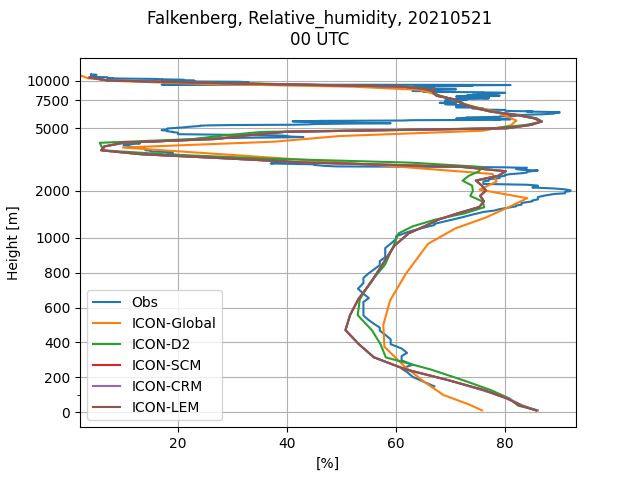 Falkenberg, Relative_humidity, 20210521
00 UTC
10000
7500
5000
2000
1000
800
600
400
200
0
Height [m]
Obs
ICON-Global
ICON-D2
ICON-SCM
ICON-CRM
ICON-LEM
20
40
60
80
[%]